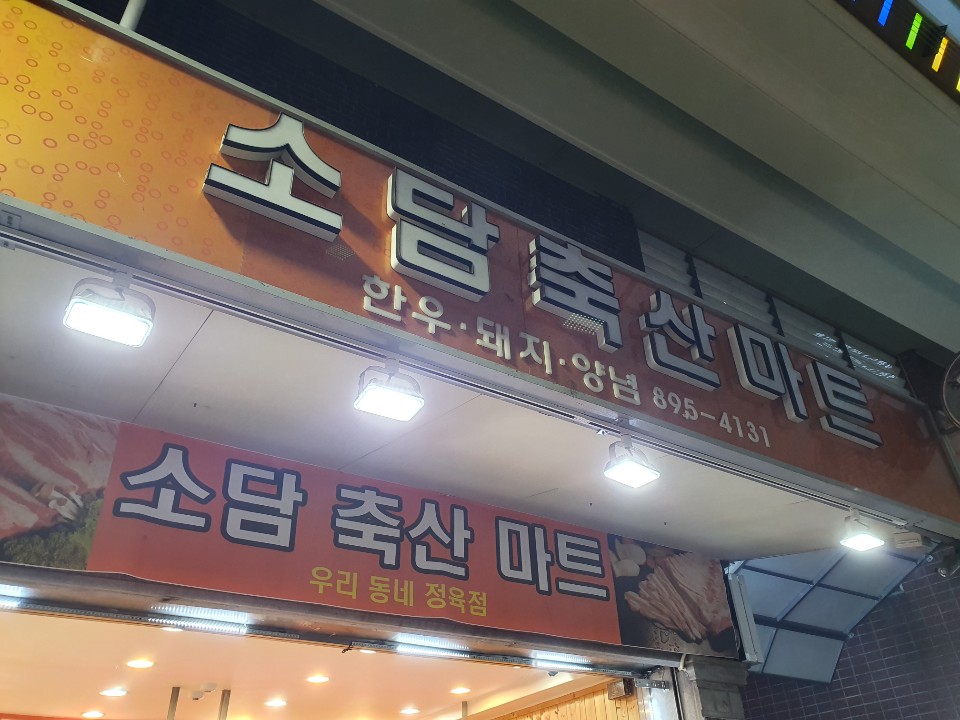 소담축산마트
한우·돼지·양념 895-4131
소담 축산 마트
우리 동네 정육점